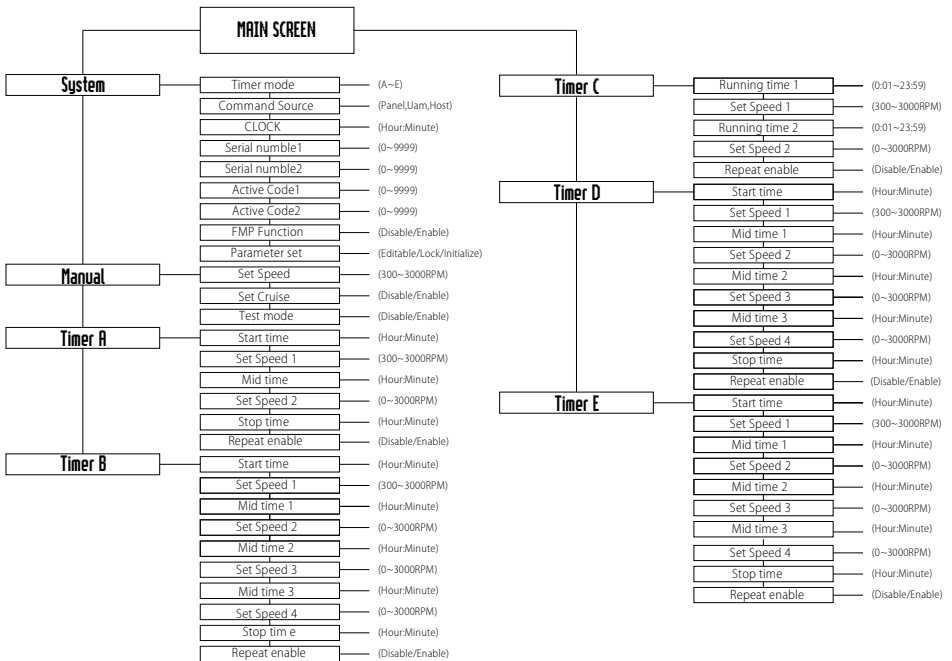 MAIN SCREEN
System
Timer mode (A~E)
Command Source (Panel,Uam,Host)
CLOCK (Hour:Minute)
Serial numble1 (0~9999)
Serial numble2 (0~9999)
Active Code1 (0~9999)
Active Code2 (0~9999)
FMP Function (Disable/Enable)
Parameter set (Editable/Lock/Initialize)
Manual
Set Speed (300~3000RPM)
Set Cruise (Disable/Enable)
Test mode (Disable/Enable)
Timer A
Start time (Hour:Minute)
Set Speed 1 (300~3000RPM)
Mid time (Hour:Minute)
Set Speed 2 (0~3000RPM)
Stop time (Hour:Minute)
Repeat enable (Disable/Enable)
Timer B
Start time (Hour:Minute)
Set Speed 1 (300~3000RPM)
Mid time 1 (Hour:Minute)
Set Speed 2 (0~3000RPM)
Mid time 2 (Hour:Minute)
Set Speed 3 (0~3000RPM)
Mid time 3 (Hour:Minute)
Set Speed 4 (0~3000RPM)
Stop tim e (Hour:Minute)
Repeat enable (Disable/Enable)
Timer C
Running time 1 (0:01~23:59)
Set Speed 1 (300~3000RPM)
Running time 2 (0:01~23:59)
Set Speed 2 (0~3000RPM)
Repeat enable (Disable/Enable)
Timer D
Start time (Hour:Minute)
Set Speed 1 (300~3000RPM)
Mid time 1 (Hour:Minute)
Set Speed 2 (0~3000RPM)
Mid time 2 (Hour:Minute)
Set Speed 3 (0~3000RPM)
Mid time 3 (Hour:Minute)
Set Speed 4 (0~3000RPM)
Stop time (Hour:Minute)
Repeat enable (Disable/Enable)
Timer E
Start time (Hour:Minute)
Set Speed 1 (300~3000RPM)
Mid time 1 (Hour:Minute)
Set Speed 2 (0~3000RPM)
Mid time 2 (Hour:Minute)
Set Speed 3 (0~3000RPM)
Mid time 3 (Hour:Minute)
Set Speed 4 (0~3000RPM)
Stop time (Hour:Minute)
Repeat enable (Disable/Enable)